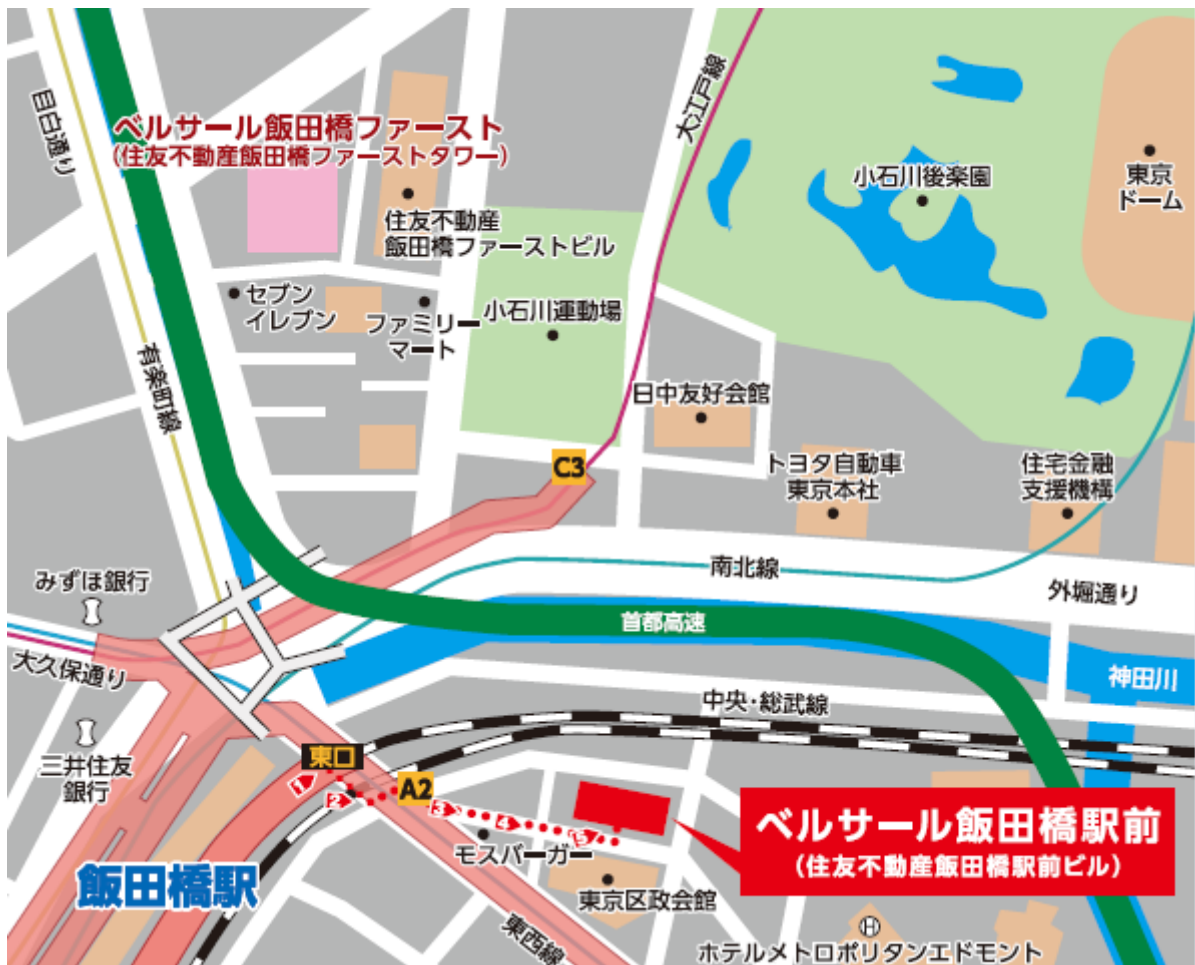 目白通り
ベルサール飯田橋ファースト
(住友不動産飯田橋ファーストタワー)
大江戸線
小石川後楽園
東京
ドーム
住友不動産
飯田橋ファーストビル
セブン
イレブン
ファミリー
マート
小石川運動場
有楽町線
日中友好会館
C3
トヨタ自動車
東京本社
住宅金融
支援機構
南北線
外堀通り
みずほ銀行
首都高速
大久保通り
神田川
中央・総武線
三井住友
銀行
東口
A2
1
2
3
4
5
モスバーガー
ベルサール飯田橋駅前
(住友不動産飯田橋駅前ビル)
飯田橋駅
東京区政会館
東西線
H
ホテルメトロポリタンエドモント